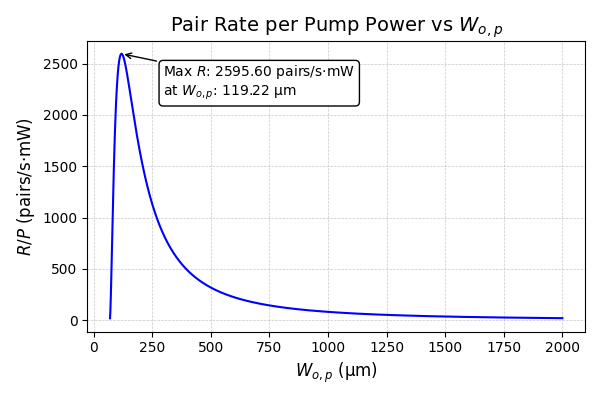 Pair Rate per Pump Power vs W_{o,p}
Max R: 2595.60 pairs/s·mW
at W_{o,p}: 119.22 μm
R/P (pairs/s·mW)
2500
2000
1500
1000
500
0
0 250 500 750 1000 1250 1500 1750 2000
W_{o,p} (μm)